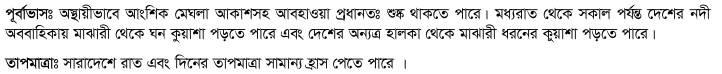 পূর্বাভাসঃ অস্থায়ীভাবে আংশিক মেঘলা আকাশসহ আবহাওয়া প্রধানতঃ শুষ্ক থাকতে পারে। মধ্যরাত থেকে সকাল পর্যন্ত দেশের নদী
অববাহিকায় মাঝারী থেকে ঘন কুয়াশা পড়তে পারে এবং দেশের অন্যত্র হালকা থেকে মাঝারী ধরনের কুয়াশা পড়তে পারে।
তাপমাত্রাঃ সারাদেশে রাত এবং দিনের তাপমাত্রা সামান্য হ্রাস পেতে পারে ।